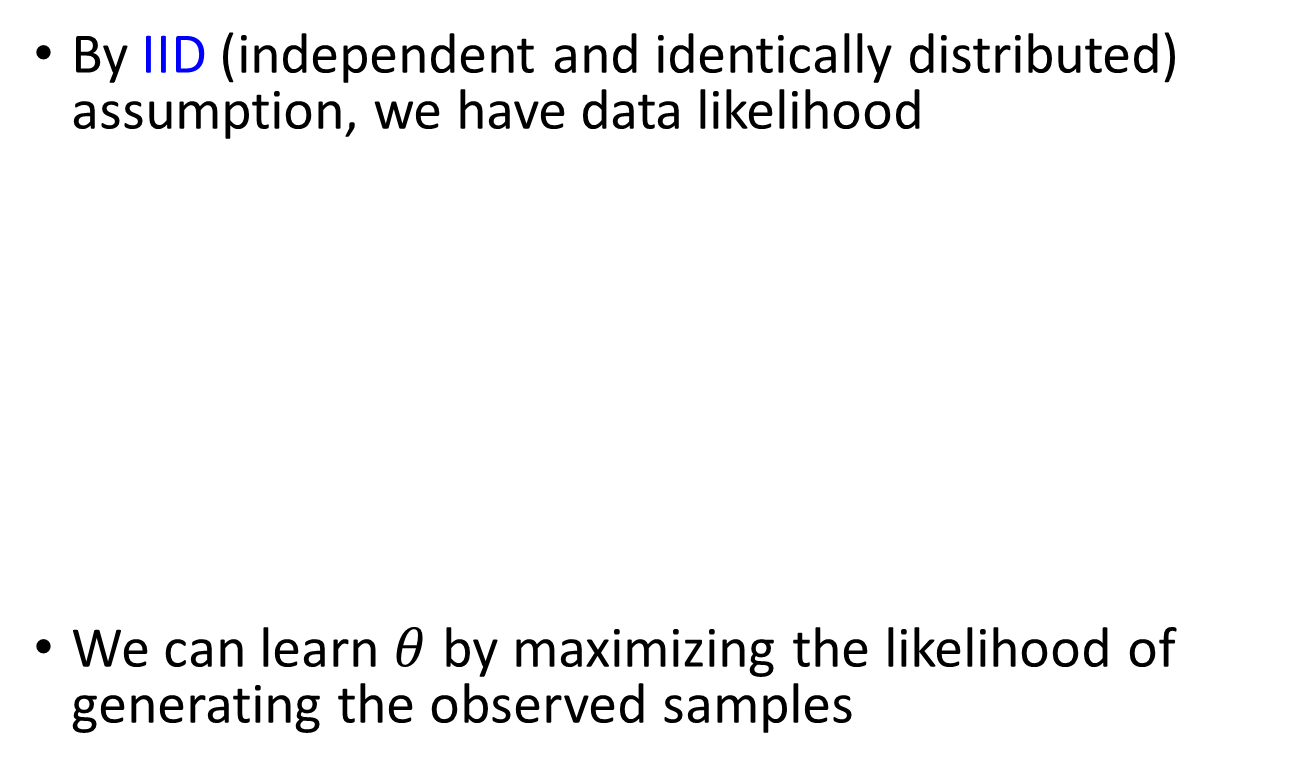 • By IID (independent and identically distributed)
assumption, we have data likelihood
• We can learn θ by maximizing the likelihood of
generating the observed samples